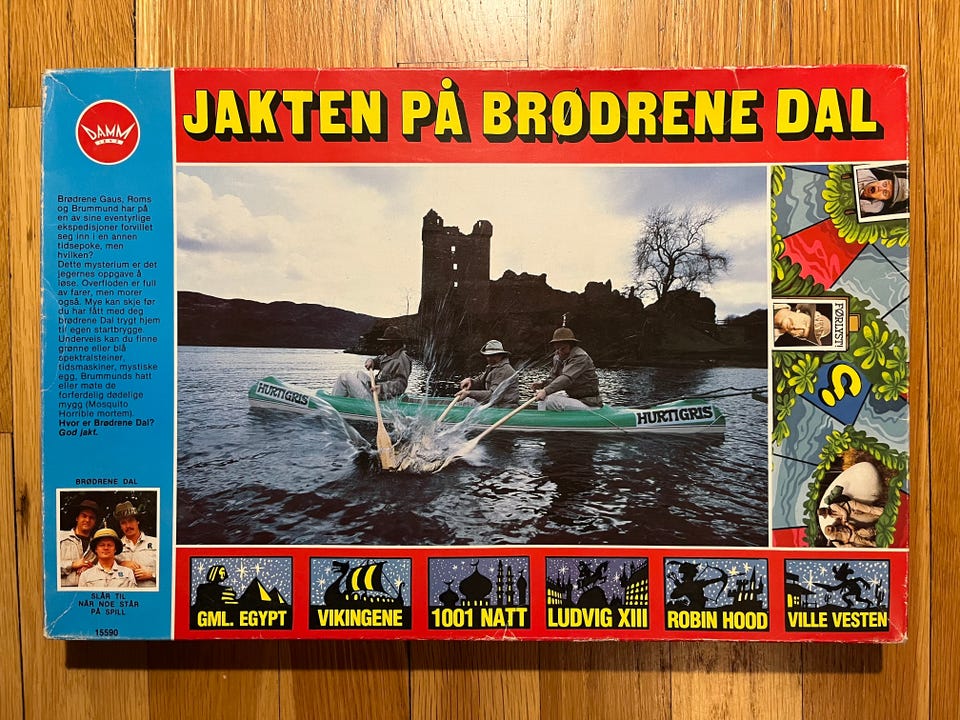 DAMM
JAKTEN PÅ BRØDRENE DAL
Brødrene Gaus, Roms
og Brummund har på
en av sine eventyrlige
ekspedisjoner forvillet
seg inn i en annen
tidsepoke, men
hvilken?
Dette mysterium er det
jegernes oppgave å
løse. Overfloden er full
av farer, men morer
også. Mye kan skje før
du har fått med deg
brødrene Dal trygt hjem
til egen startbrygge.
Underveis kan du finne
grønne eller blå
spektralsteiner,
tidsmaskiner, mystiske
egg, Brummunds hatt
eller møte de
forferdelig dødelige
mygg (Mosquito
Horrible mortem).
Hvor er Brødrene Dal?
God jakt.
BRØDRENE DAL
SLÅR TIL
NÅR NOE STÅR
PÅ SPILL
15590
HURTIGRIS
HURTIGRIS
FØRLYST!
GML. EGYPT
VIKINGENE
1001 NATT
LUDVIG XIII
ROBIN HOOD
VILLE VESTEN